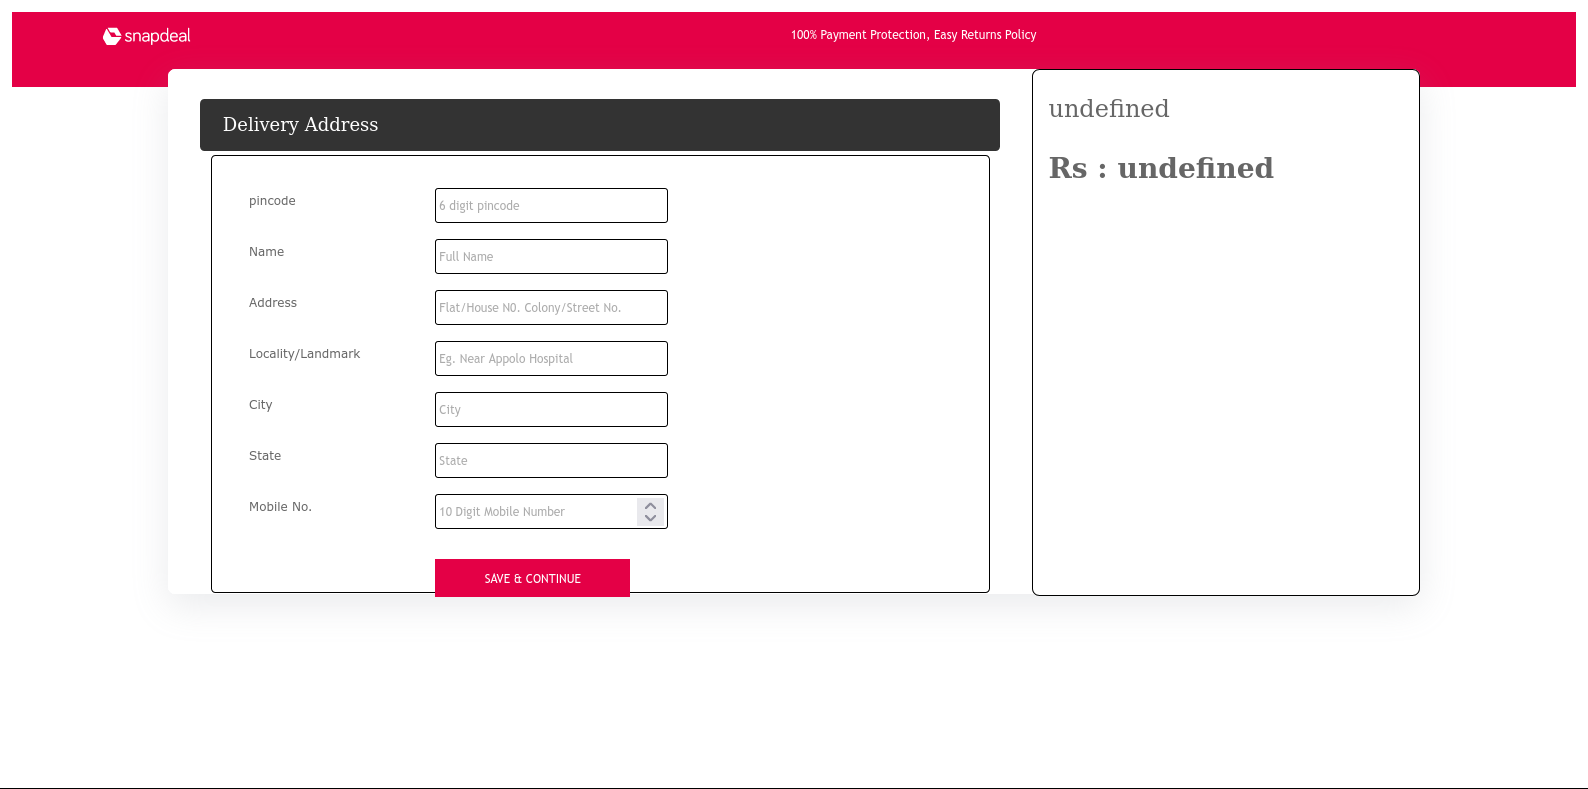 snapdeal
100% Payment Protection, Easy Returns Policy
Delivery Address
pincode
6 digit pincode
Name
Full Name
Address
Flat/House N0. Colony/Street No.
Locality/Landmark
Eg. Near Appolo Hospital
City
City
State
State
Mobile No.
10 Digit Mobile Number
SAVE & CONTINUE
undefined
Rs : undefined